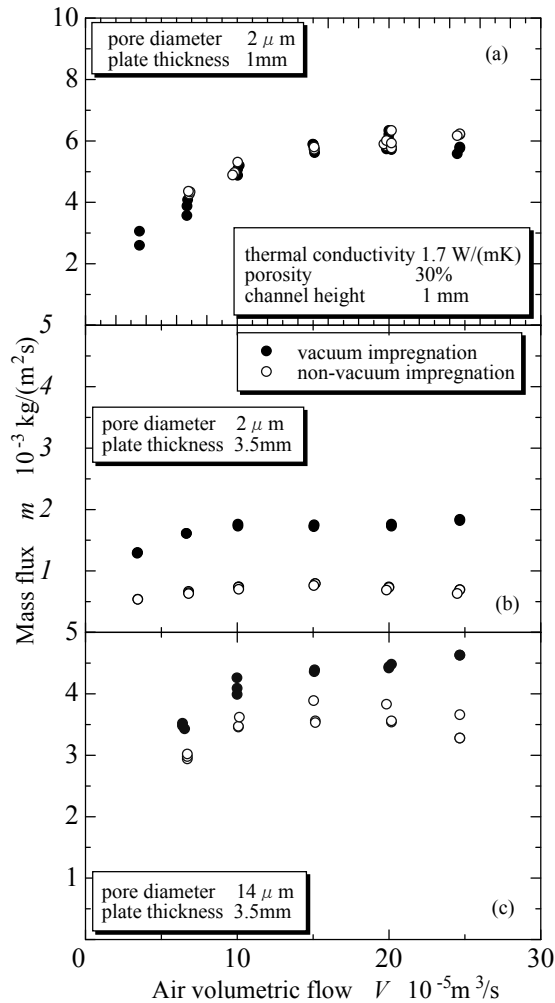 10
pore diameter 2 μ m
plate thickness 1mm
(a)
8
6
4
thermal conductivity 1.7 W/(mK)
porosity 30%
channel height 1 mm
2
5
● vacuum impregnation
○ non-vacuum impregnation
4
pore diameter 2 μ m
plate thickness 3.5mm
3
2
1
(b)
Mass flux m 10⁻³ kg/(m²s)
5
4
3
2
pore diameter 14 μ m
plate thickness 3.5mm
(c)
1
0 10 20 30
Air volumetric flow V 10⁻⁵m³/s